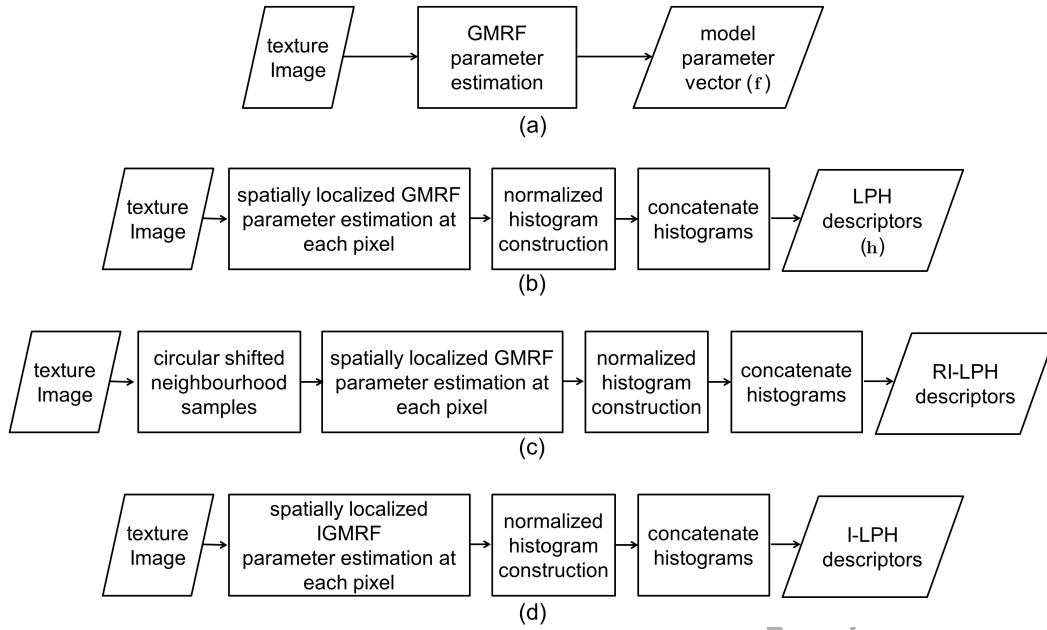 texture
Image
GMRF
parameter
estimation
model
parameter
vector (f)
(a)
texture
Image
spatially localized GMRF
parameter estimation at
each pixel
normalized
histogram
construction
concatenate
histograms
LPH
descriptors
(h)
(b)
texture
Image
circular shifted
neighbourhood
samples
spatially localized GMRF
parameter estimation at
each pixel
normalized
histogram
construction
concatenate
histograms
RI-LPH
descriptors
(c)
texture
Image
spatially localized
IGMRF
parameter estimation at
each pixel
normalized
histogram
construction
concatenate
histograms
I-LPH
descriptors
(d)